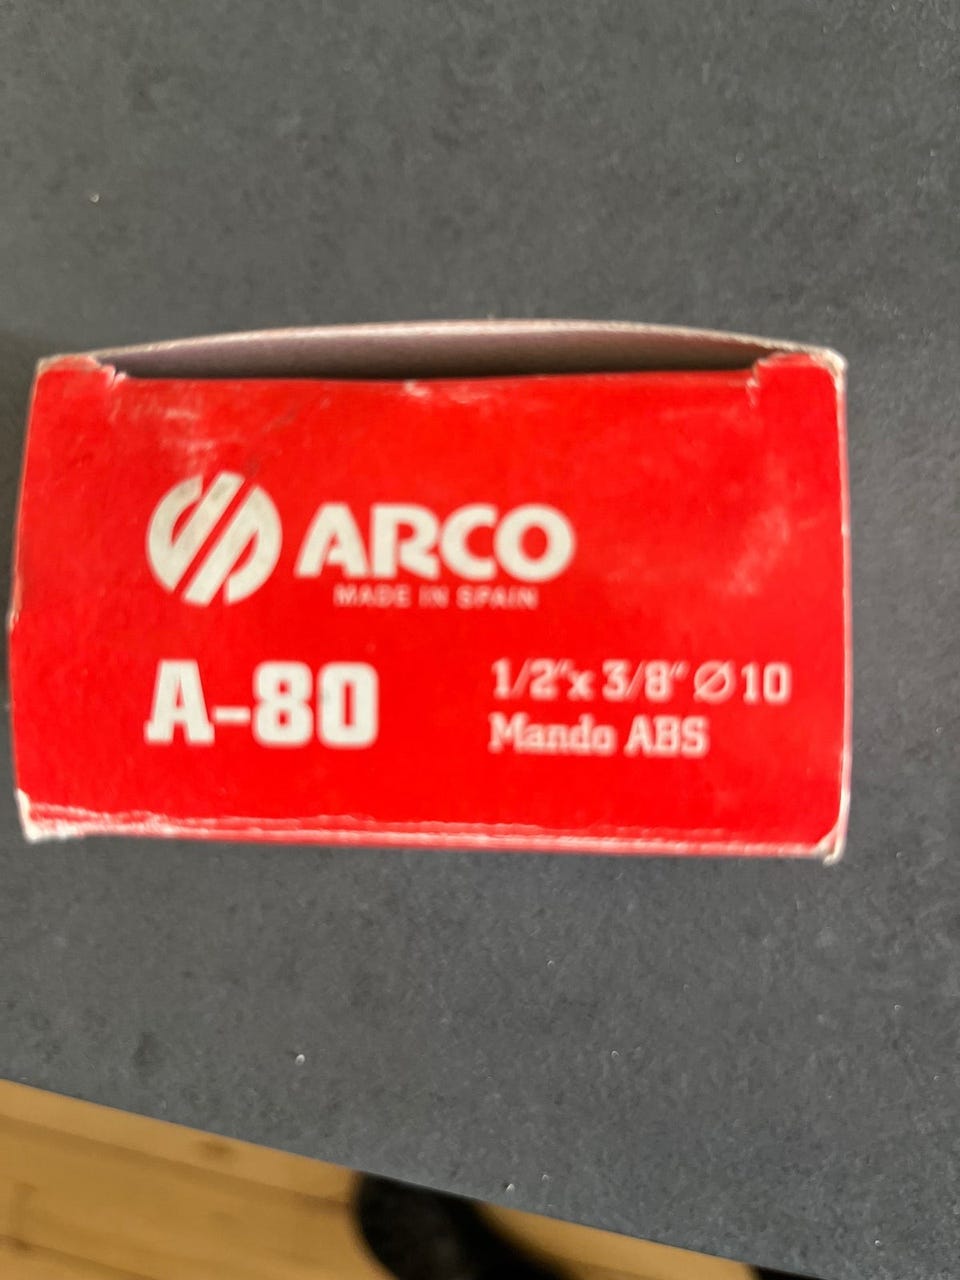 ARCO
MADE IN SPAIN
A-80
1/2"x 3/8" Ø10
Mando ABS